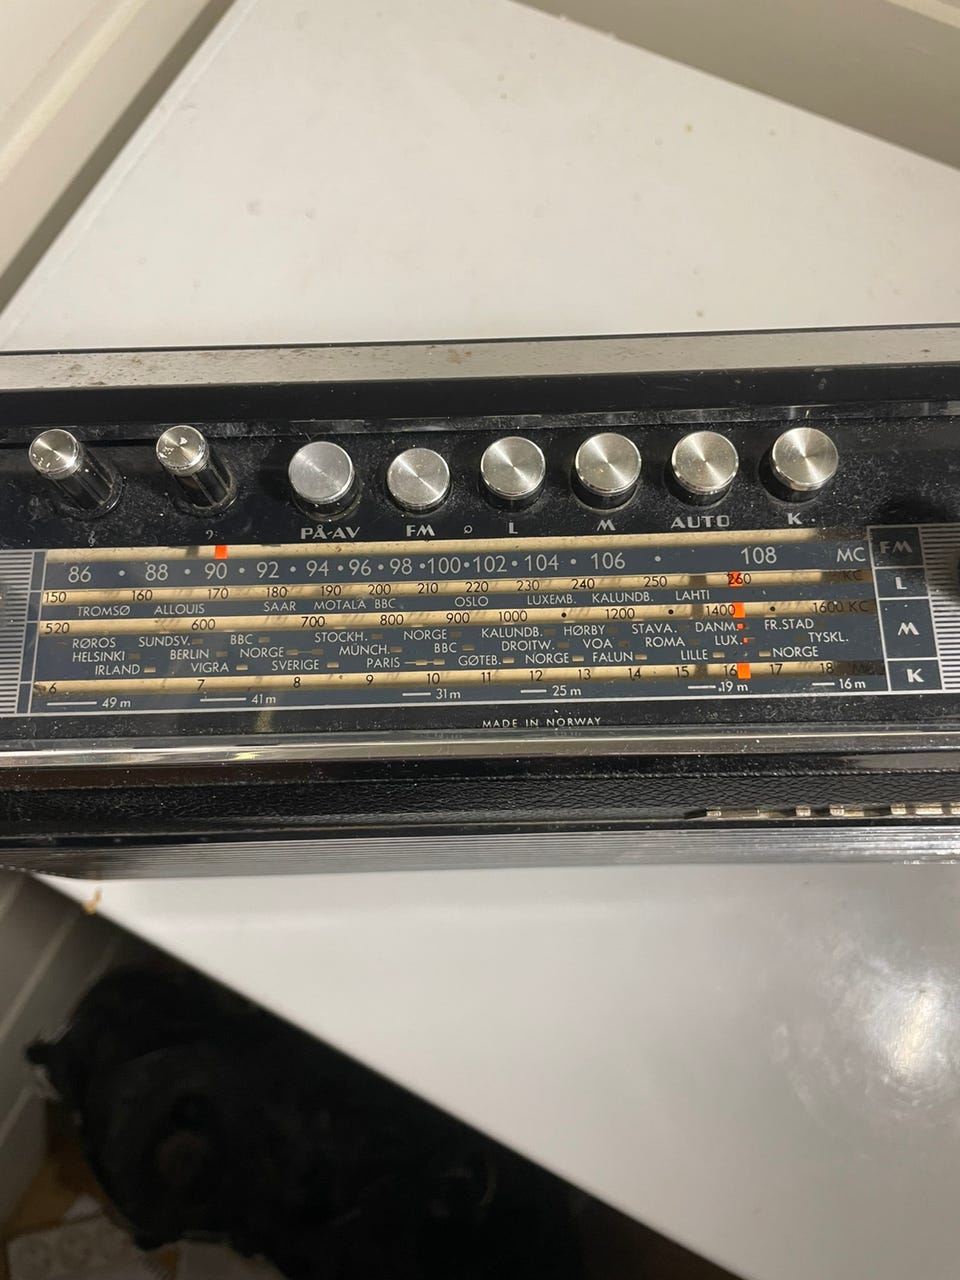 PÅ-AV FM L M AUTO K
86 • 88 • 90 • 92 • 94 • 96 • 98 • 100 • 102 • 104 • 106 • 108 MC FM
150 160 170 180 190 200 210 220 230 240 250 260 KC L
TROMSØ ALLOUIS SAAR MOTALA BBC OSLO LUXEMB. KALUNDB. LAHTI
520 600 700 800 900 1000 • 1200 • 1400 • 1600 KC M
RØROS SUNDSV. BBC STOCKH. NORGE KALUNDB. HØRBY STAVA. DANM. FR.STAD
HELSINKI BERLIN NORGE MÜNCH. BBC DROITW. VOA ROMA LUX. TYSKL.
IRLAND VIGRA SVERIGE PARIS GØTEB. NORGE FALUN LILLE NORGE
6 7 8 9 10 11 12 13 14 15 16 17 18 K
49 m 41 m 31 m 25 m 19 m 16 m
MADE IN NORWAY